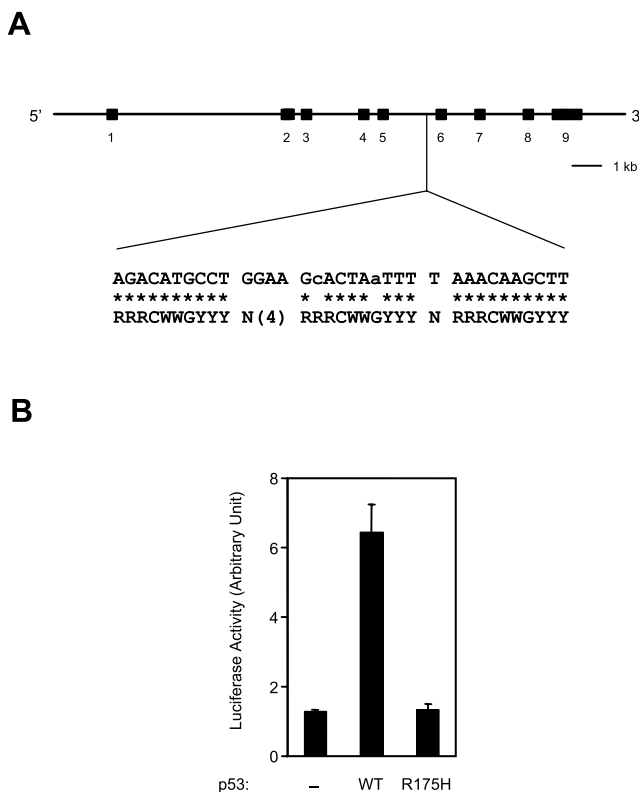 A
5' 3
1 2 3 4 5 6 7 8 9
1 kb
AGACATGCCT GGAA GcACTAaTTT T AAACAAGCTT
********** * **** *** **********
RRRCWWGYYY N(4) RRRCWWGYYY N RRRCWWGYYY
B
Luciferase Activity (Arbitrary Unit)
8
6
4
2
0
p53: – WT R175H